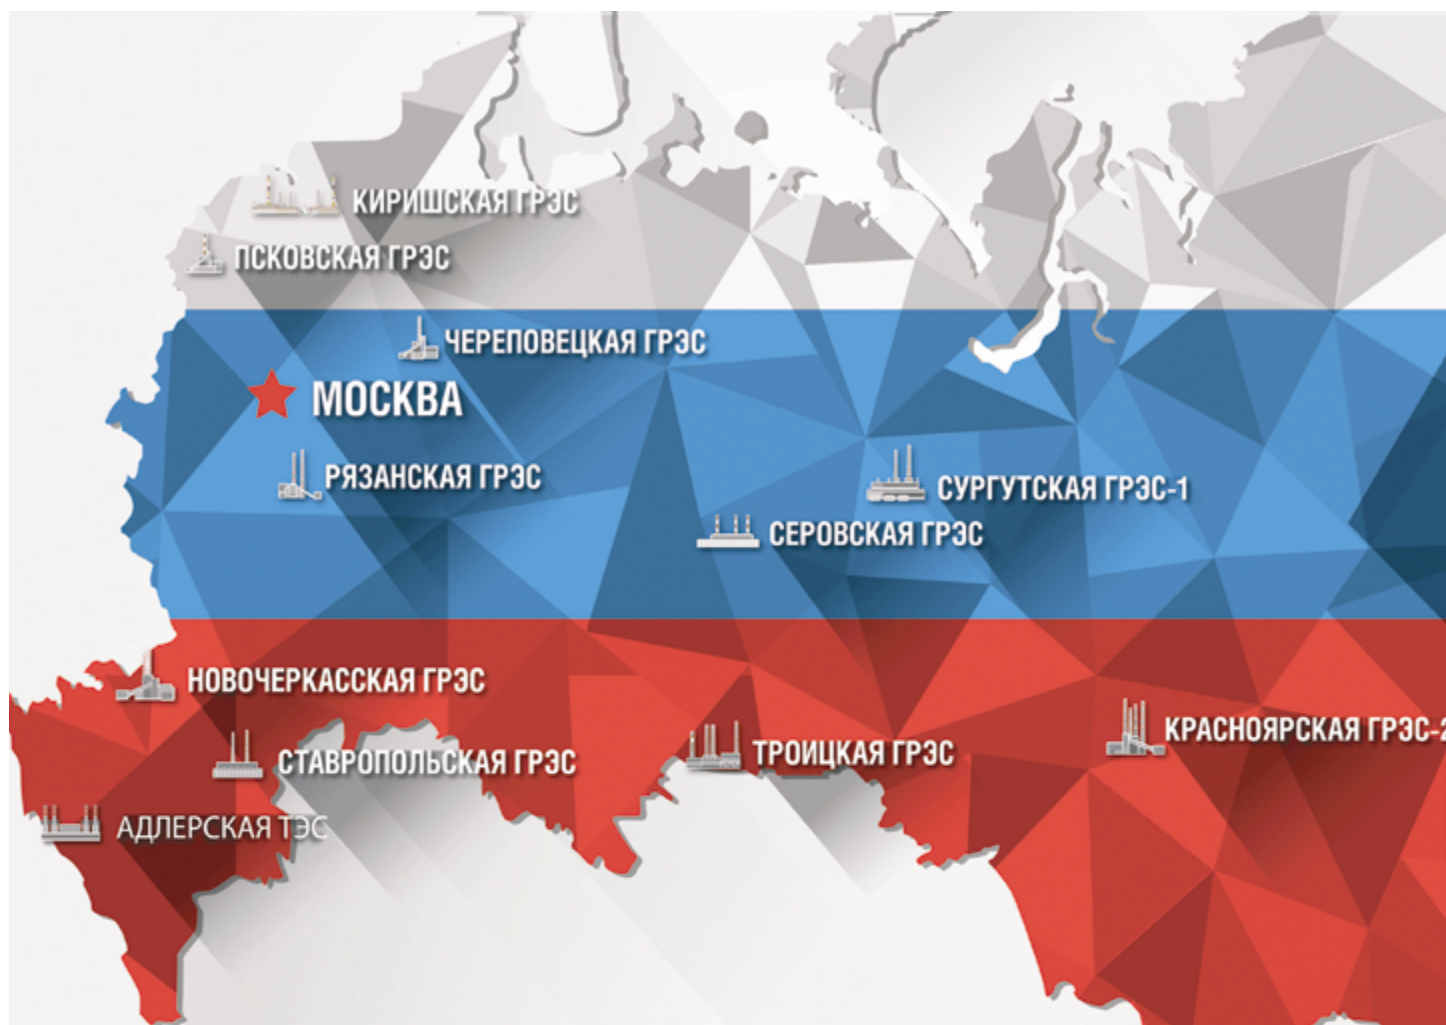 КИРИШСКАЯ ГРЭС
ПСКОВСКАЯ ГРЭС
ЧЕРЕПОВЕЦКАЯ ГРЭС
МОСКВА
РЯЗАНСКАЯ ГРЭС
СУРГУТСКАЯ ГРЭС-1
СЕРОВСКАЯ ГРЭС
НОВОЧЕРКАССКАЯ ГРЭС
КРАСНОЯРСКАЯ ГРЭС-2
ТРОИЦКАЯ ГРЭС
СТАВРОПОЛЬСКАЯ ГРЭС
АДЛЕРСКАЯ ТЭС